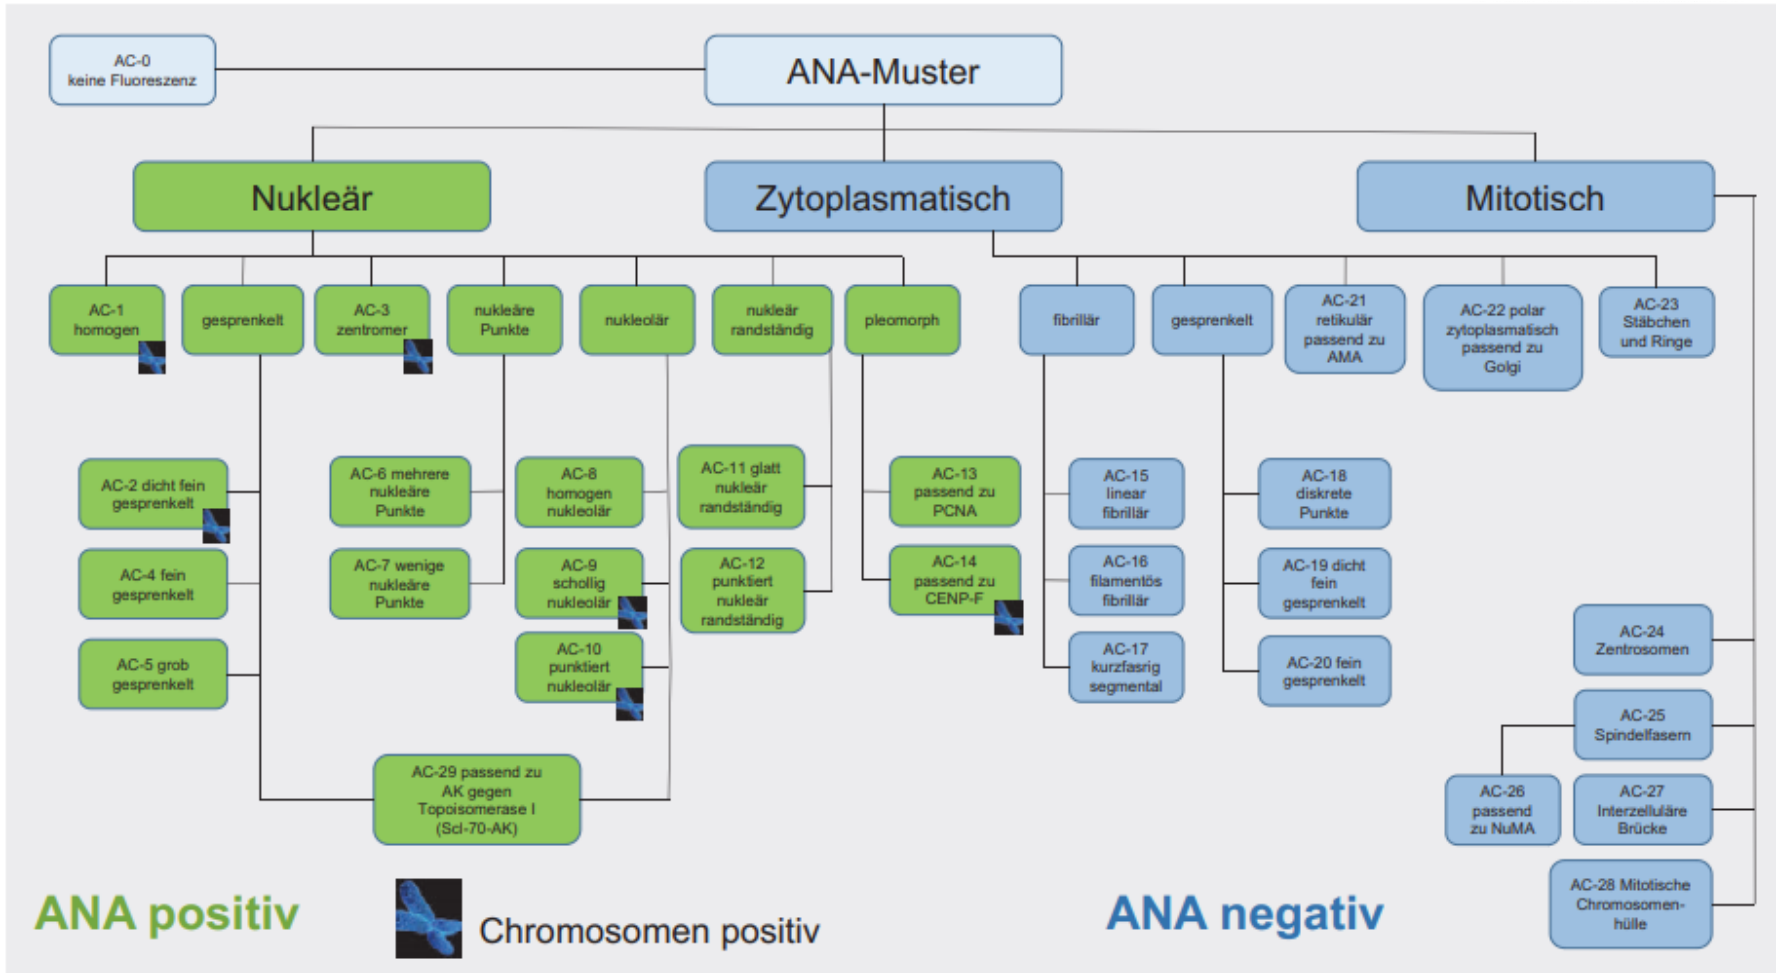 AC-0
keine Fluoreszenz
ANA-Muster
Nukleär
Zytoplasmatisch
Mitotisch
AC-1
homogen
gesprenkelt
AC-3
zentromer
nukleäre
Punkte
nukleolär
nukleär
randständig
pleomorph
fibrillär
gesprenkelt
AC-21
retikulär
passend zu
AMA
AC-22 polar
zytoplasmatisch
passend zu
Golgi
AC-23
Stäbchen
und Ringe
AC-2 dicht fein
gesprenkelt
AC-4 fein
gesprenkelt
AC-5 grob
gesprenkelt
AC-6 mehrere
nukleäre
Punkte
AC-7 wenige
nukleäre
Punkte
AC-8
homogen
nukleolär
AC-9
schollig
nukleolär
AC-10
punktiert
nukleolär
AC-11 glatt
nukleär
randständig
AC-12
punktiert
nukleär
randständig
AC-13
passend zu
PCNA
AC-14
passend zu
CENP-F
AC-15
linear
fibrillär
AC-16
filamentös
fibrillär
AC-17
kurzfasrig
segmental
AC-18
diskrete
Punkte
AC-19 dicht
fein
gesprenkelt
AC-20 fein
gesprenkelt
AC-24
Zentrosomen
AC-25
Spindelfasern
AC-26
passend
zu NuMA
AC-27
Interzelluläre
Brücke
AC-28 Mitotische
Chromosomen-
hülle
AC-29 passend zu
AK gegen
Topoisomerase I
(Scl-70-AK)
ANA positiv
Chromosomen positiv
ANA negativ